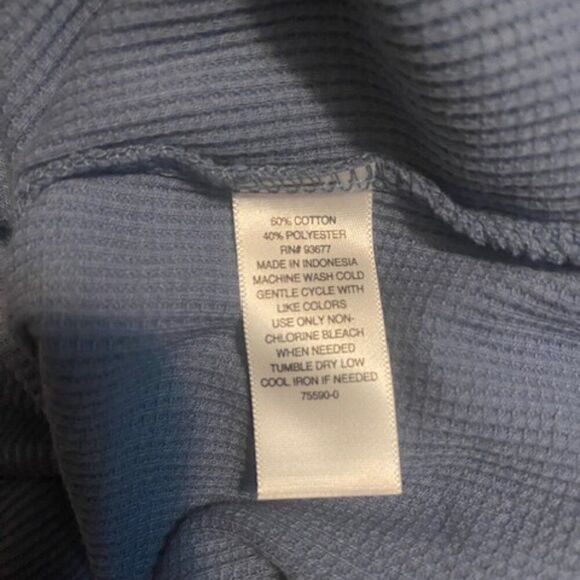 60% COTTON
40% POLYESTER
RN# 93677
MADE IN INDONESIA
MACHINE WASH COLD
GENTLE CYCLE WITH
LIKE COLORS
USE ONLY NON-
CHLORINE BLEACH
WHEN NEEDED
TUMBLE DRY LOW
COOL IRON IF NEEDED
75590-0